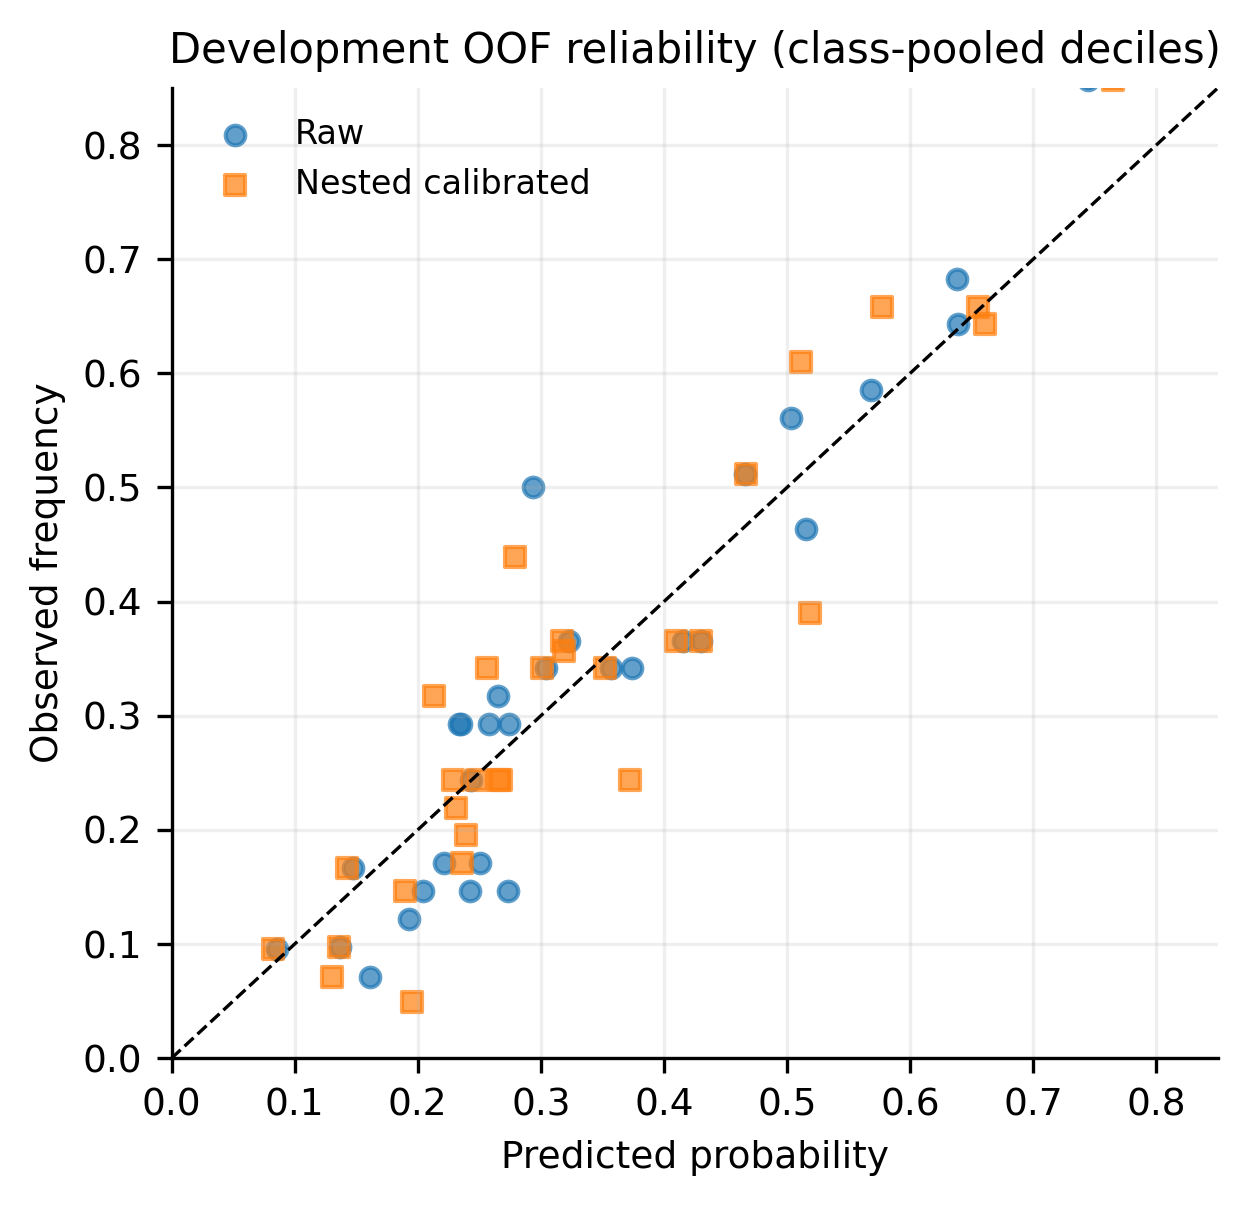 Development OOF reliability (class-pooled deciles)
Raw
Nested calibrated
Observed frequency
0.8
0.7
0.6
0.5
0.4
0.3
0.2
0.1
0.0
0.0 0.1 0.2 0.3 0.4 0.5 0.6 0.7 0.8
Predicted probability